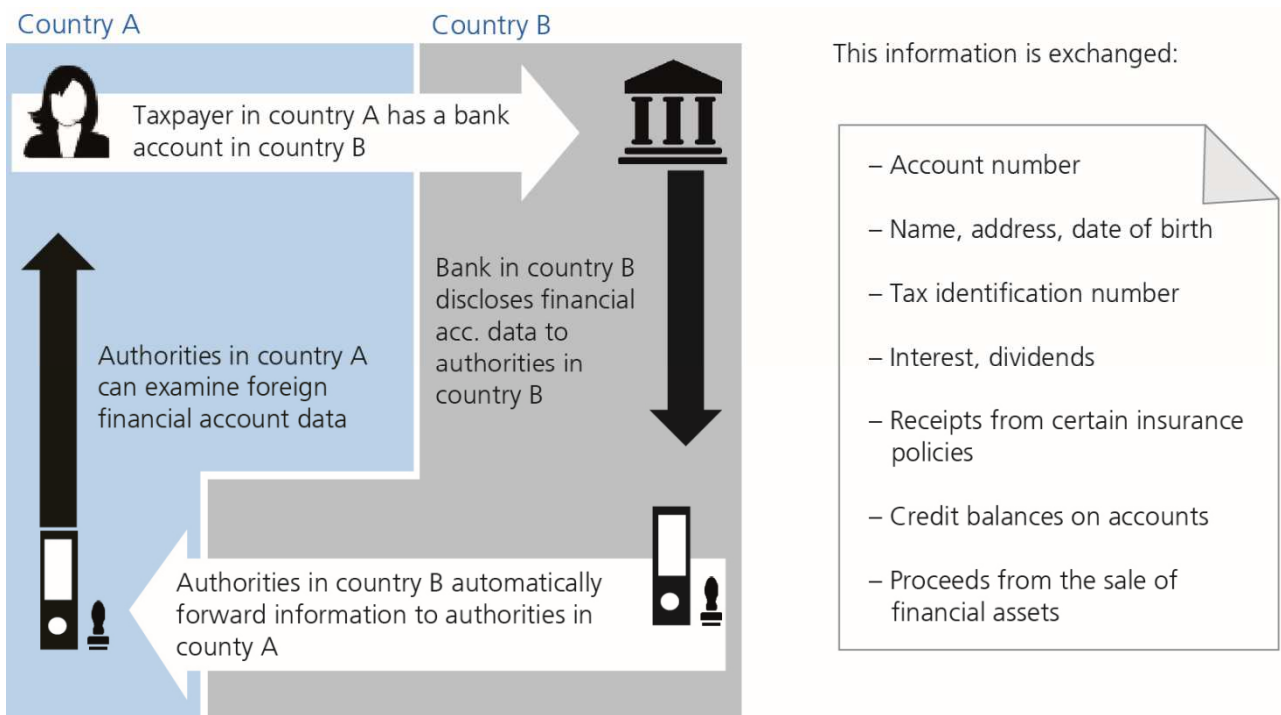 Country A
Country B
Taxpayer in country A has a bank
account in country B
Bank in country B
discloses financial
acc. data to
authorities in
country B
Authorities in country B automatically
forward information to authorities in
county A
Authorities in country A
can examine foreign
financial account data
This information is exchanged:
– Account number
– Name, address, date of birth
– Tax identification number
– Interest, dividends
– Receipts from certain insurance
policies
– Credit balances on accounts
– Proceeds from the sale of
financial assets